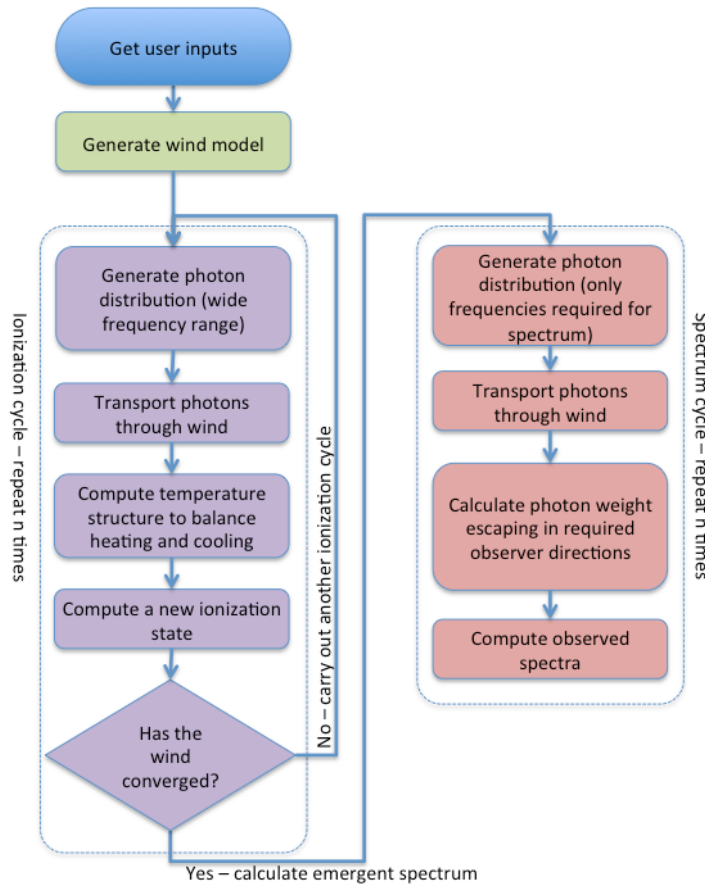 Get user inputs
Generate wind model
Ionization cycle – repeat n times
Generate photon
distribution (wide
frequency range)
Transport photons
through wind
Compute temperature
structure to balance
heating and cooling
Compute a new ionization
state
Has the
wind
converged?
No – carry out another ionization cycle
Yes – calculate emergent spectrum
Generate photon
distribution (only
frequencies required for
spectrum)
Transport photons
through wind
Calculate photon weight
escaping in required
observer directions
Compute observed
spectra
Spectrum cycle – repeat n times